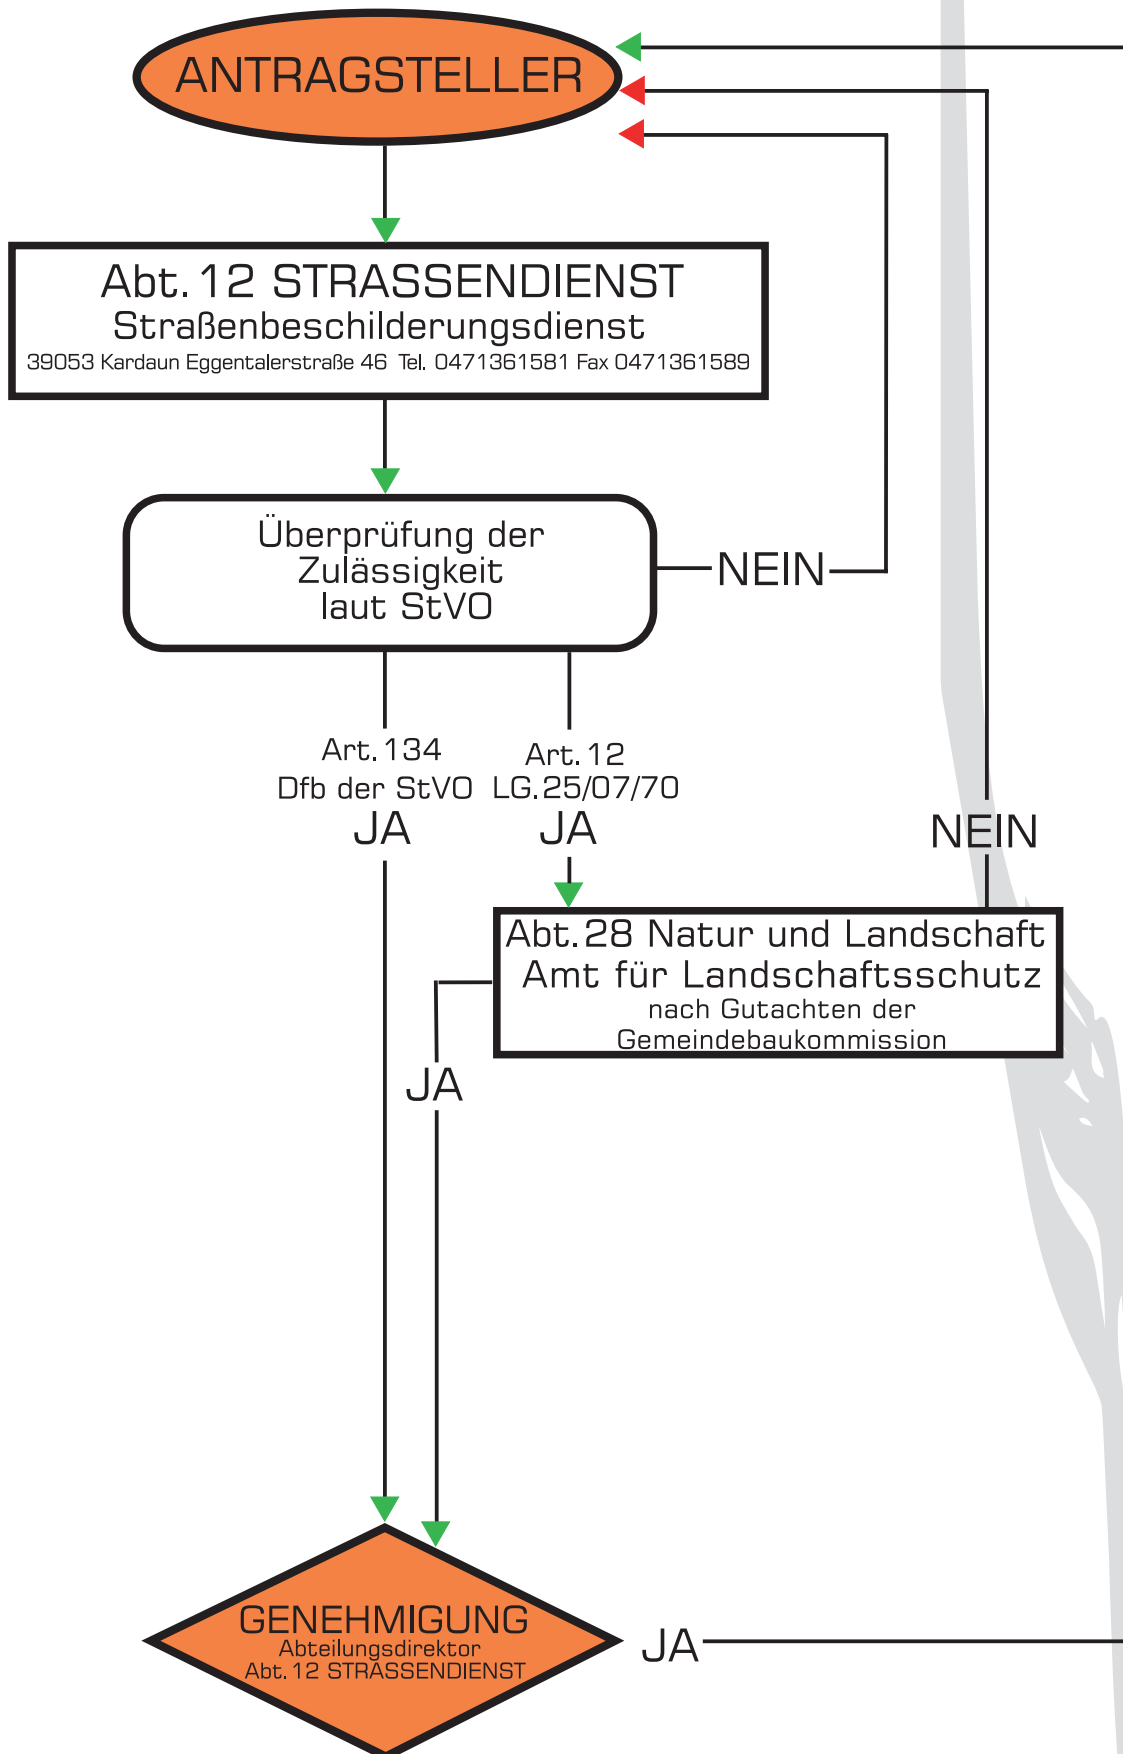 ANTRAGSTELLER
Abt. 12 STRASSENDIENST
Straßenbeschilderungsdienst
39053 Kardaun Eggentalerstraße 46 Tel. 0471361581 Fax 0471361589
Überprüfung der
Zulässigkeit
laut StVO
NEIN
Art. 134
Dfb der StVO
JA
Art. 12
LG. 25/07/70
JA
NEIN
Abt. 28 Natur und Landschaft
Amt für Landschaftsschutz
nach Gutachten der
Gemeindebaukommission
JA
GENEHMIGUNG
Abteilungsdirektor
Abt. 12 STRASSENDIENST
JA